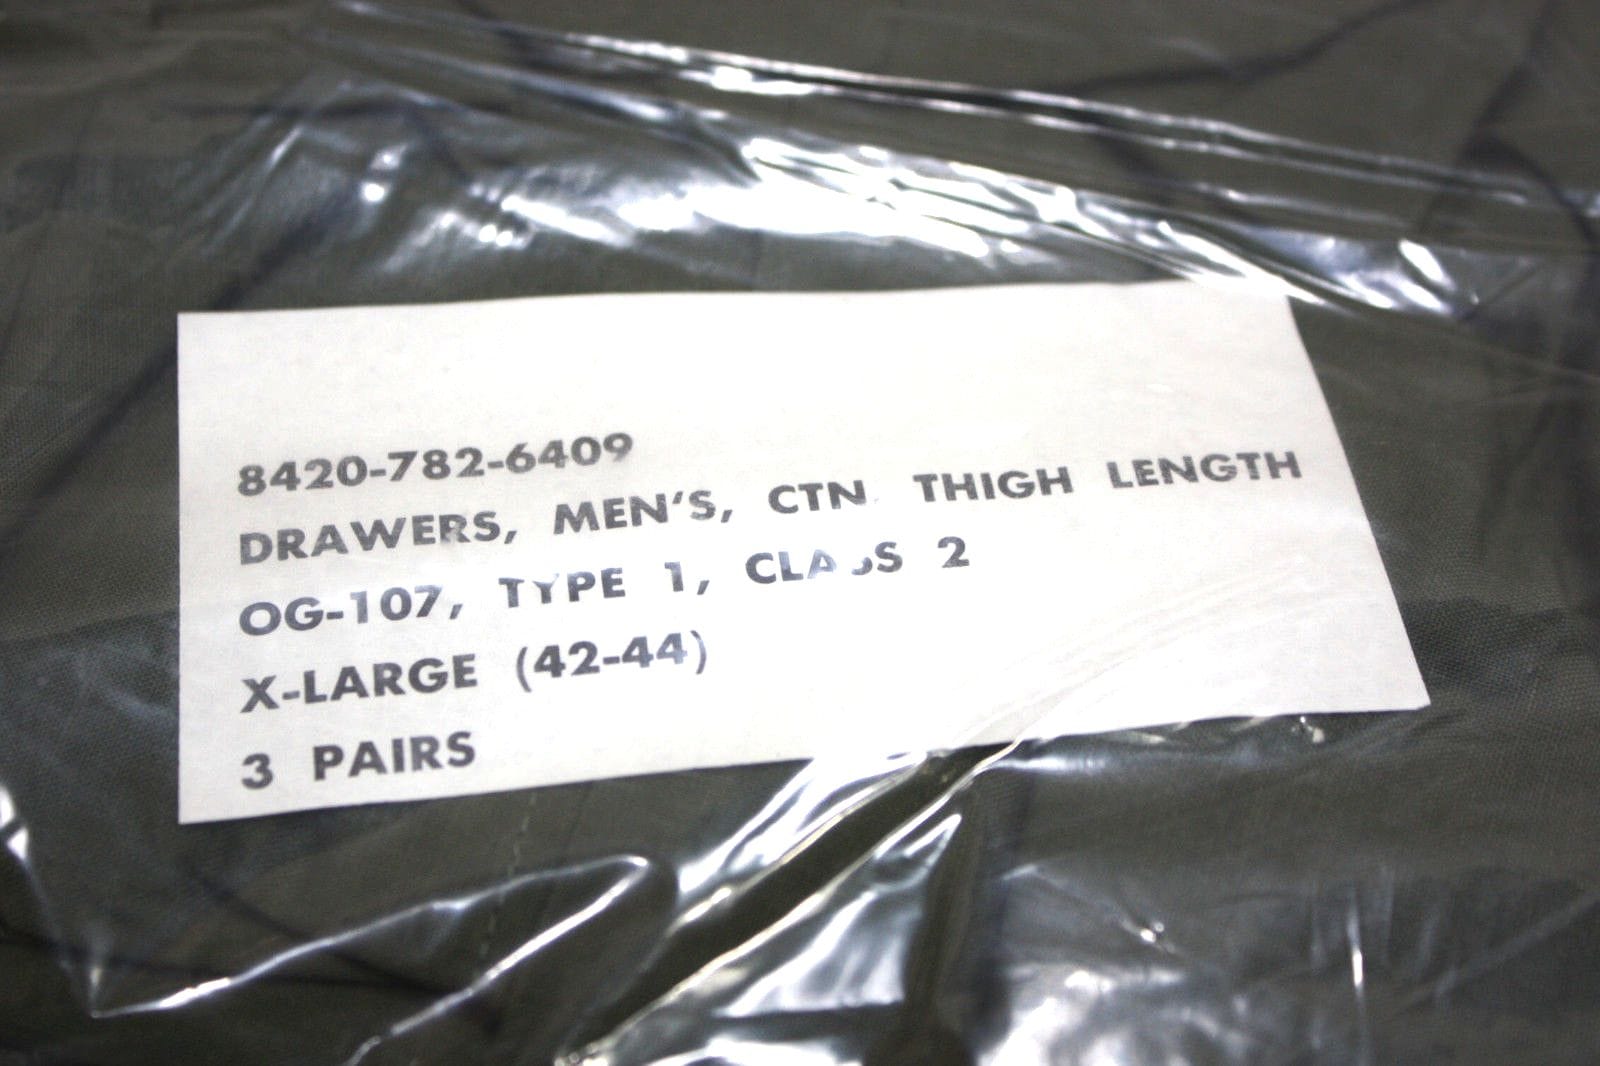 8420-782-6409
DRAWERS, MEN'S, CTN. THIGH LENGTH
OG-107, TYPE 1, CLASS 2
X-LARGE (42-44)
3 PAIRS